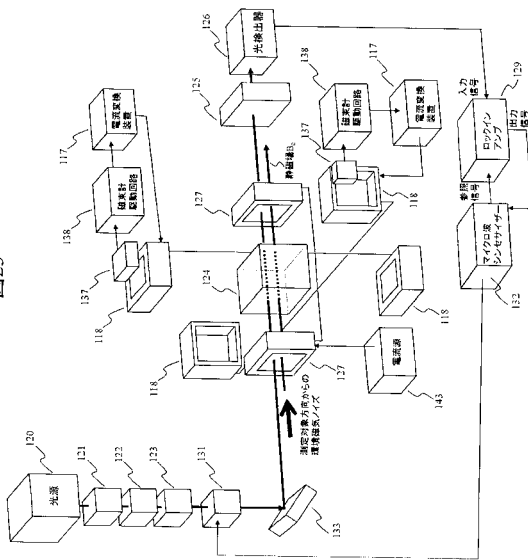 図25
120
光源
121
122
123
131
133
118
137
138
磁束計
駆動回路
117
電流変換
装置
118
124
127
静磁場B₀
125
126
光検出器
測定対象方向からの
環境磁気ノイズ
127
電流源
143
118
137
138
磁束計
駆動回路
117
電流変換
装置
118
入力
信号
129
ロックイン
アンプ
出力
信号
参照
信号
マイクロ波
シンセサイザー
132